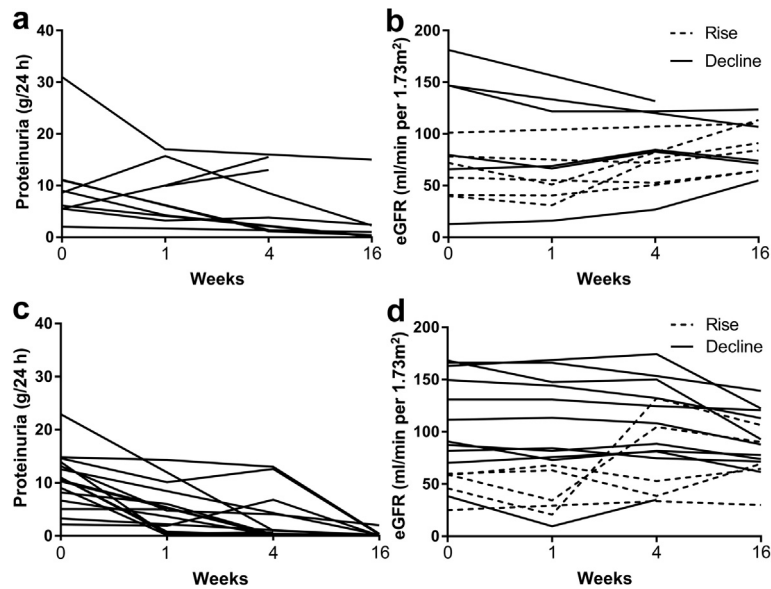 a
Proteinuria (g/24 h)
40
30
20
10
0
0 1 4 16
Weeks
b
eGFR (ml/min per 1.73m²)
200
150
100
50
0
0 1 4 16
Weeks
Rise
Decline
c
Proteinuria (g/24 h)
40
30
20
10
0
0 1 4 16
Weeks
d
eGFR (ml/min per 1.73m²)
200
150
100
50
0
0 1 4 16
Weeks
Rise
Decline